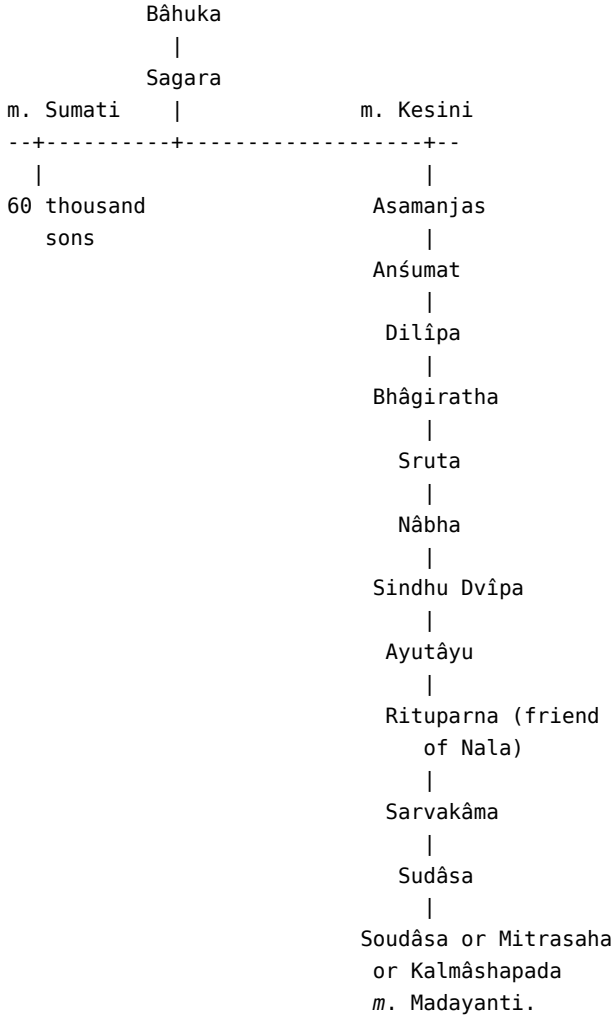 Bâhuka
|
Sagara
m. Sumati | m. Kesini
--+----------+-------------------+--
| |
60 thousand Asamanjas
sons |
Anśumat
|
Dilîpa
|
Bhâgiratha
|
Sruta
|
Nâbha
|
Sindhu Dvîpa
|
Ayutâyu
|
Rituparna (friend
of Nala)
|
Sarvakâma
|
Sudâsa
|
Soudâsa or Mitrasaha
or Kalmâshapada
m. Madayanti.